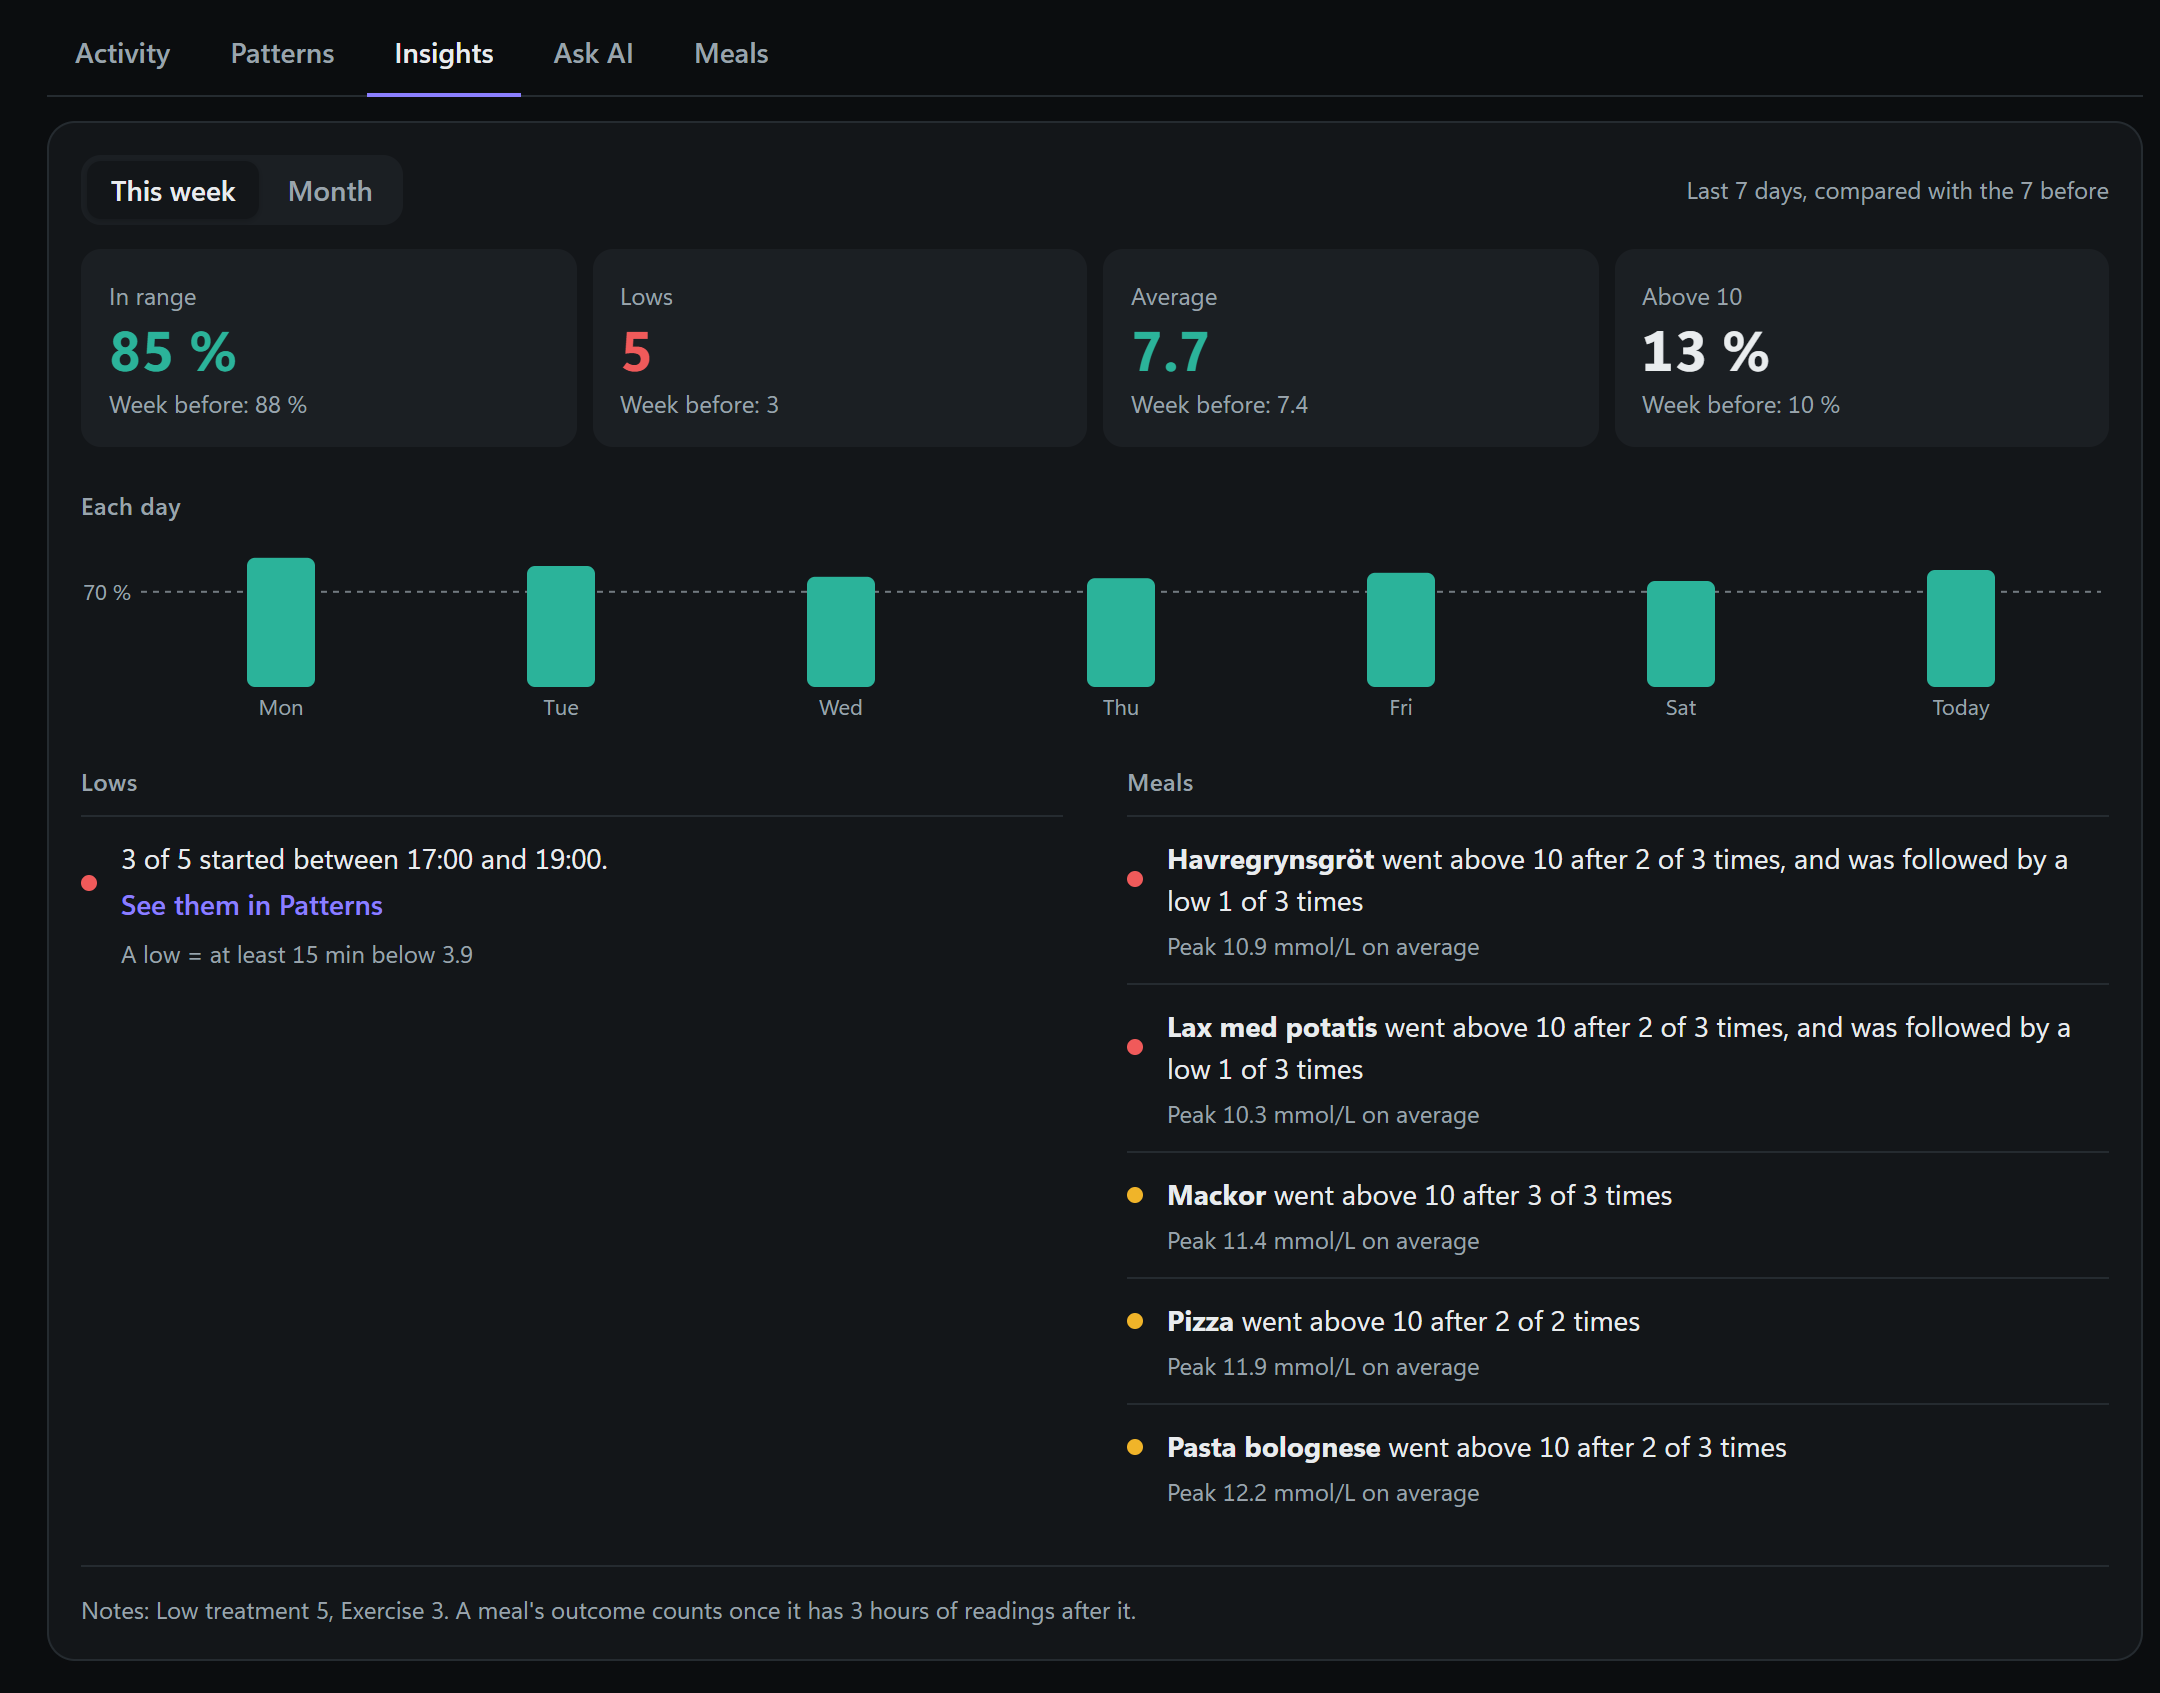 Activity Patterns Insights Ask AI Meals
This week Month
Last 7 days, compared with the 7 before
In range
85 %
Week before: 88 %
Lows
5
Week before: 3
Average
7.7
Week before: 7.4
Above 10
13 %
Week before: 10 %
Each day
70 %
Mon Tue Wed Thu Fri Sat Today
Lows
3 of 5 started between 17:00 and 19:00.
See them in Patterns
A low = at least 15 min below 3.9
Meals
Havregrynsgröt went above 10 after 2 of 3 times, and was followed by a
low 1 of 3 times
Peak 10.9 mmol/L on average
Lax med potatis went above 10 after 2 of 3 times, and was followed by a
low 1 of 3 times
Peak 10.3 mmol/L on average
Mackor went above 10 after 3 of 3 times
Peak 11.4 mmol/L on average
Pizza went above 10 after 2 of 2 times
Peak 11.9 mmol/L on average
Pasta bolognese went above 10 after 2 of 3 times
Peak 12.2 mmol/L on average
Notes: Low treatment 5, Exercise 3. A meal's outcome counts once it has 3 hours of readings after it.